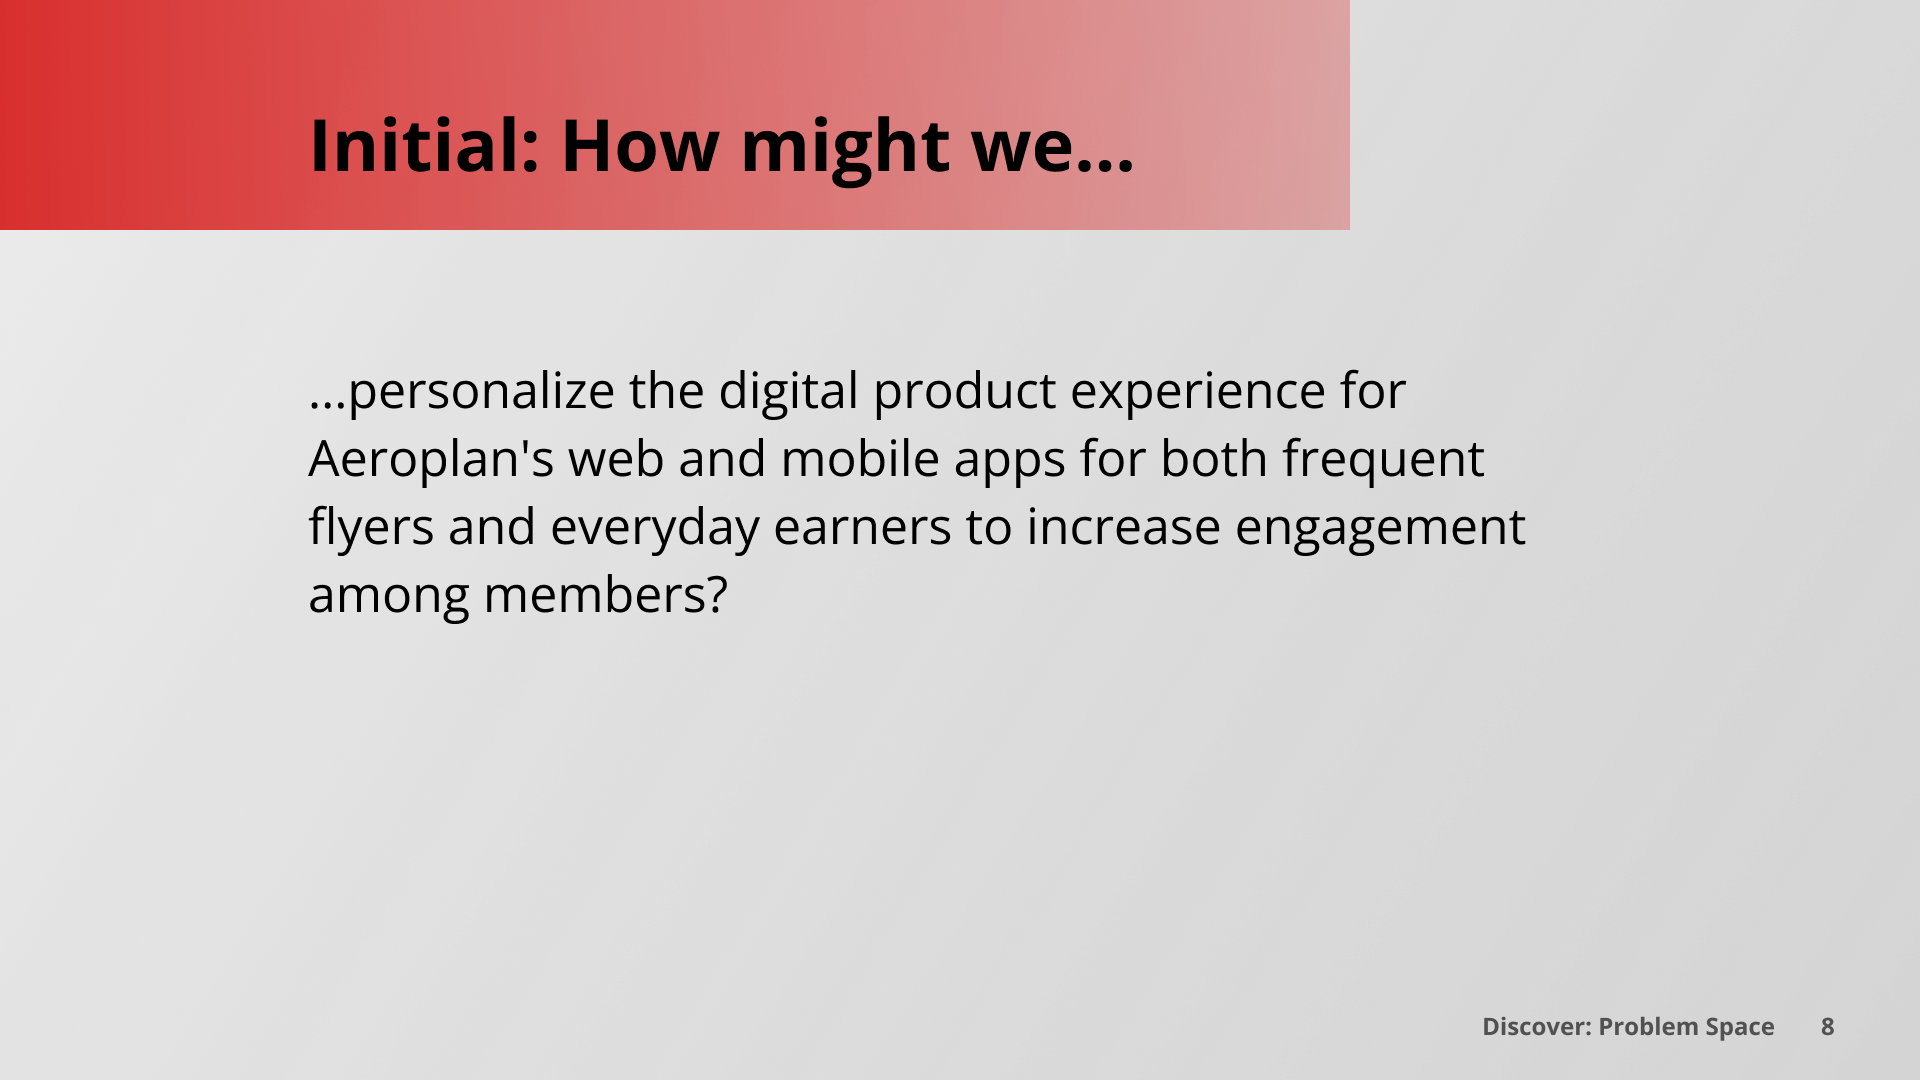 Initial: How might we...
...personalize the digital product experience for
Aeroplan's web and mobile apps for both frequent
flyers and everyday earners to increase engagement
among members?
Discover: Problem Space 8